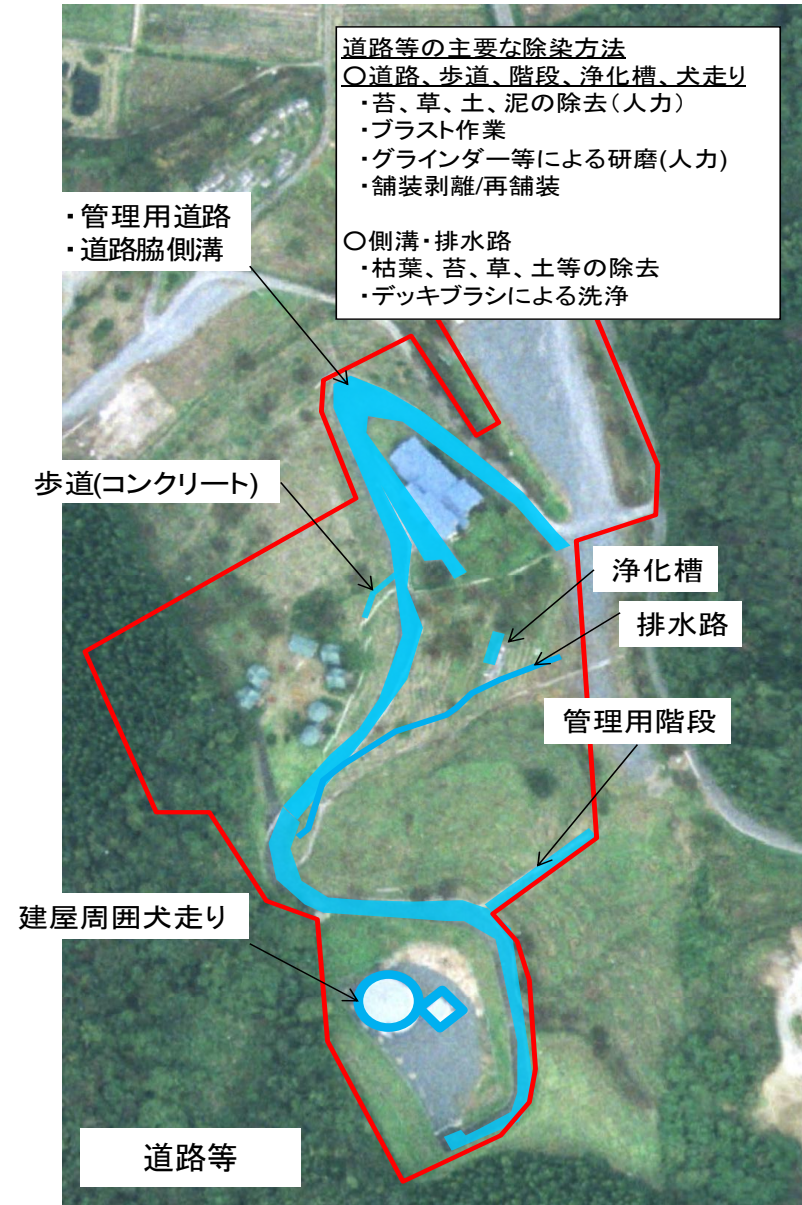 道路等の主要な除染方法
〇道路、歩道、階段、浄化槽、犬走り
・苔、草、土、泥の除去(人力)
・ブラスト作業
・グラインダー等による研磨(人力)
・舗装剥離/再舗装
〇側溝・排水路
・枯葉、苔、草、土等の除去
・デッキブラシによる洗浄
・管理用道路
・道路脇側溝
歩道(コンクリート)
浄化槽
排水路
管理用階段
建屋周囲犬走り
道路等